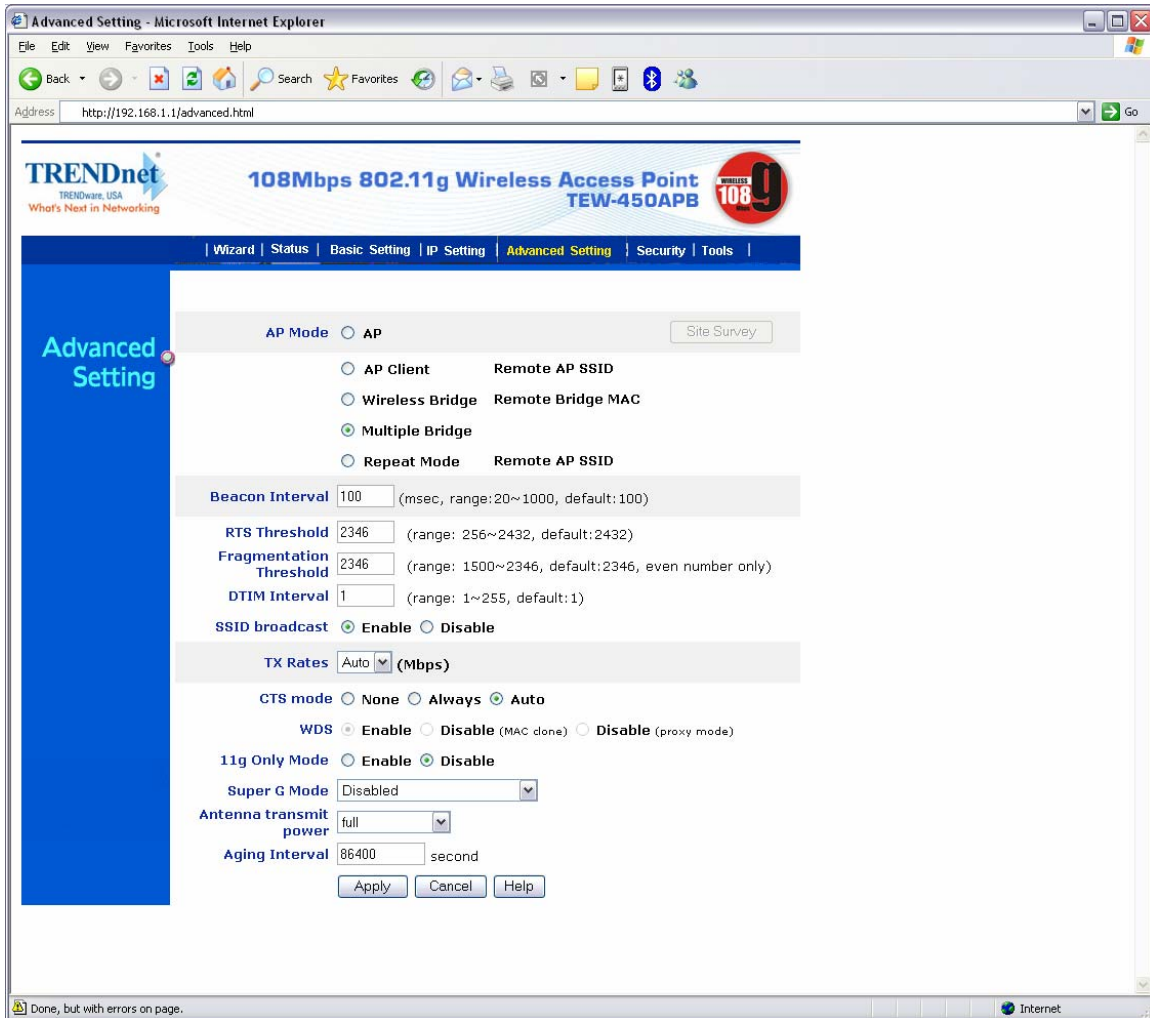 Advanced Setting - Microsoft Internet Explorer
File Edit View Favorites Tools Help
Back Search Favorites
Address http://192.168.1.1/advanced.html Go
TRENDnet
TRENDware, USA
What's Next in Networking
108Mbps 802.11g Wireless Access Point
TEW-450APB
WIRELESS
108
Mbps
g
| Wizard | Status | Basic Setting | IP Setting | Advanced Setting | Security | Tools |
Advanced
Setting
AP Mode AP Site Survey
AP Client Remote AP SSID
Wireless Bridge Remote Bridge MAC
Multiple Bridge
Repeat Mode Remote AP SSID
Beacon Interval 100 (msec, range:20~1000, default:100)
RTS Threshold 2346 (range: 256~2432, default:2432)
Fragmentation Threshold 2346 (range: 1500~2346, default:2346, even number only)
DTIM Interval 1 (range: 1~255, default:1)
SSID broadcast Enable Disable
TX Rates Auto (Mbps)
CTS mode None Always Auto
WDS Enable Disable (MAC clone) Disable (proxy mode)
11g Only Mode Enable Disable
Super G Mode Disabled
Antenna transmit power full
Aging Interval 86400 second
Apply Cancel Help
Done, but with errors on page. Internet